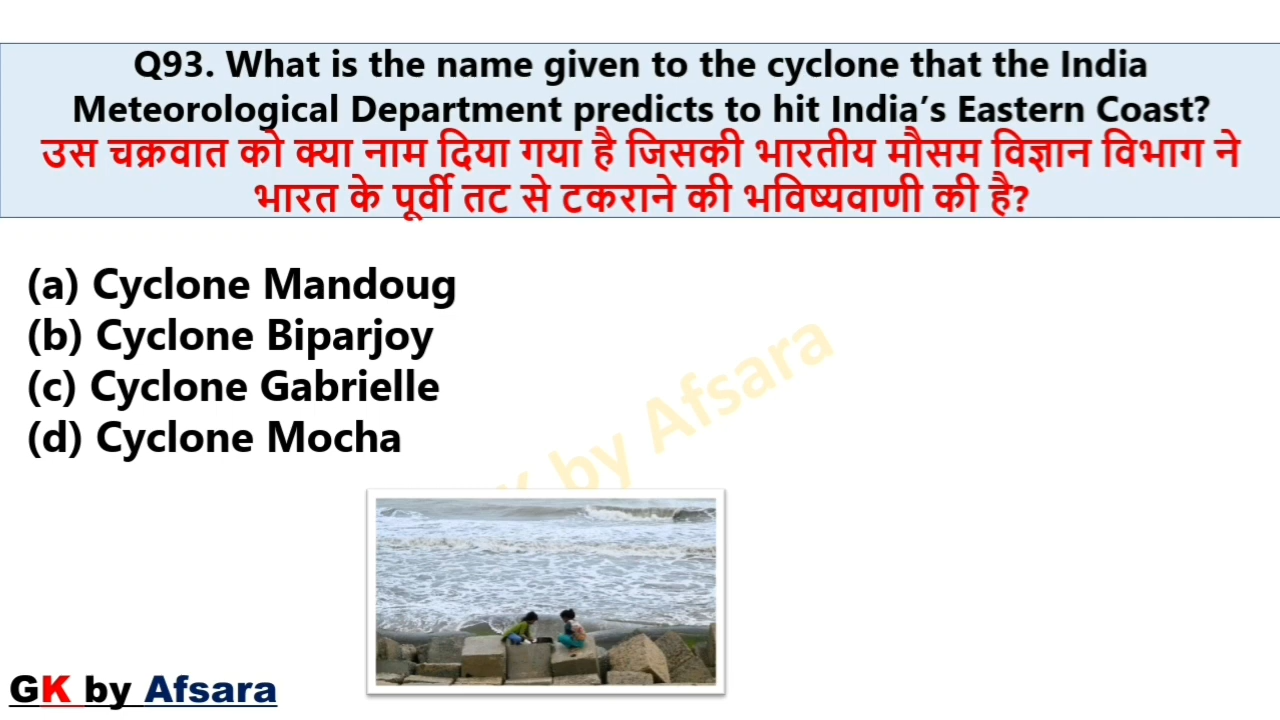 Q93. What is the name given to the cyclone that the India
Meteorological Department predicts to hit India’s Eastern Coast?
उस चक्रवात को क्या नाम दिया गया है जिसकी भारतीय मौसम विज्ञान विभाग ने
भारत के पूर्वी तट से टकराने की भविष्यवाणी की है?
(a) Cyclone Mandoug
(b) Cyclone Biparjoy
(c) Cyclone Gabrielle
(d) Cyclone Mocha
K by Afsara
GK by Afsara